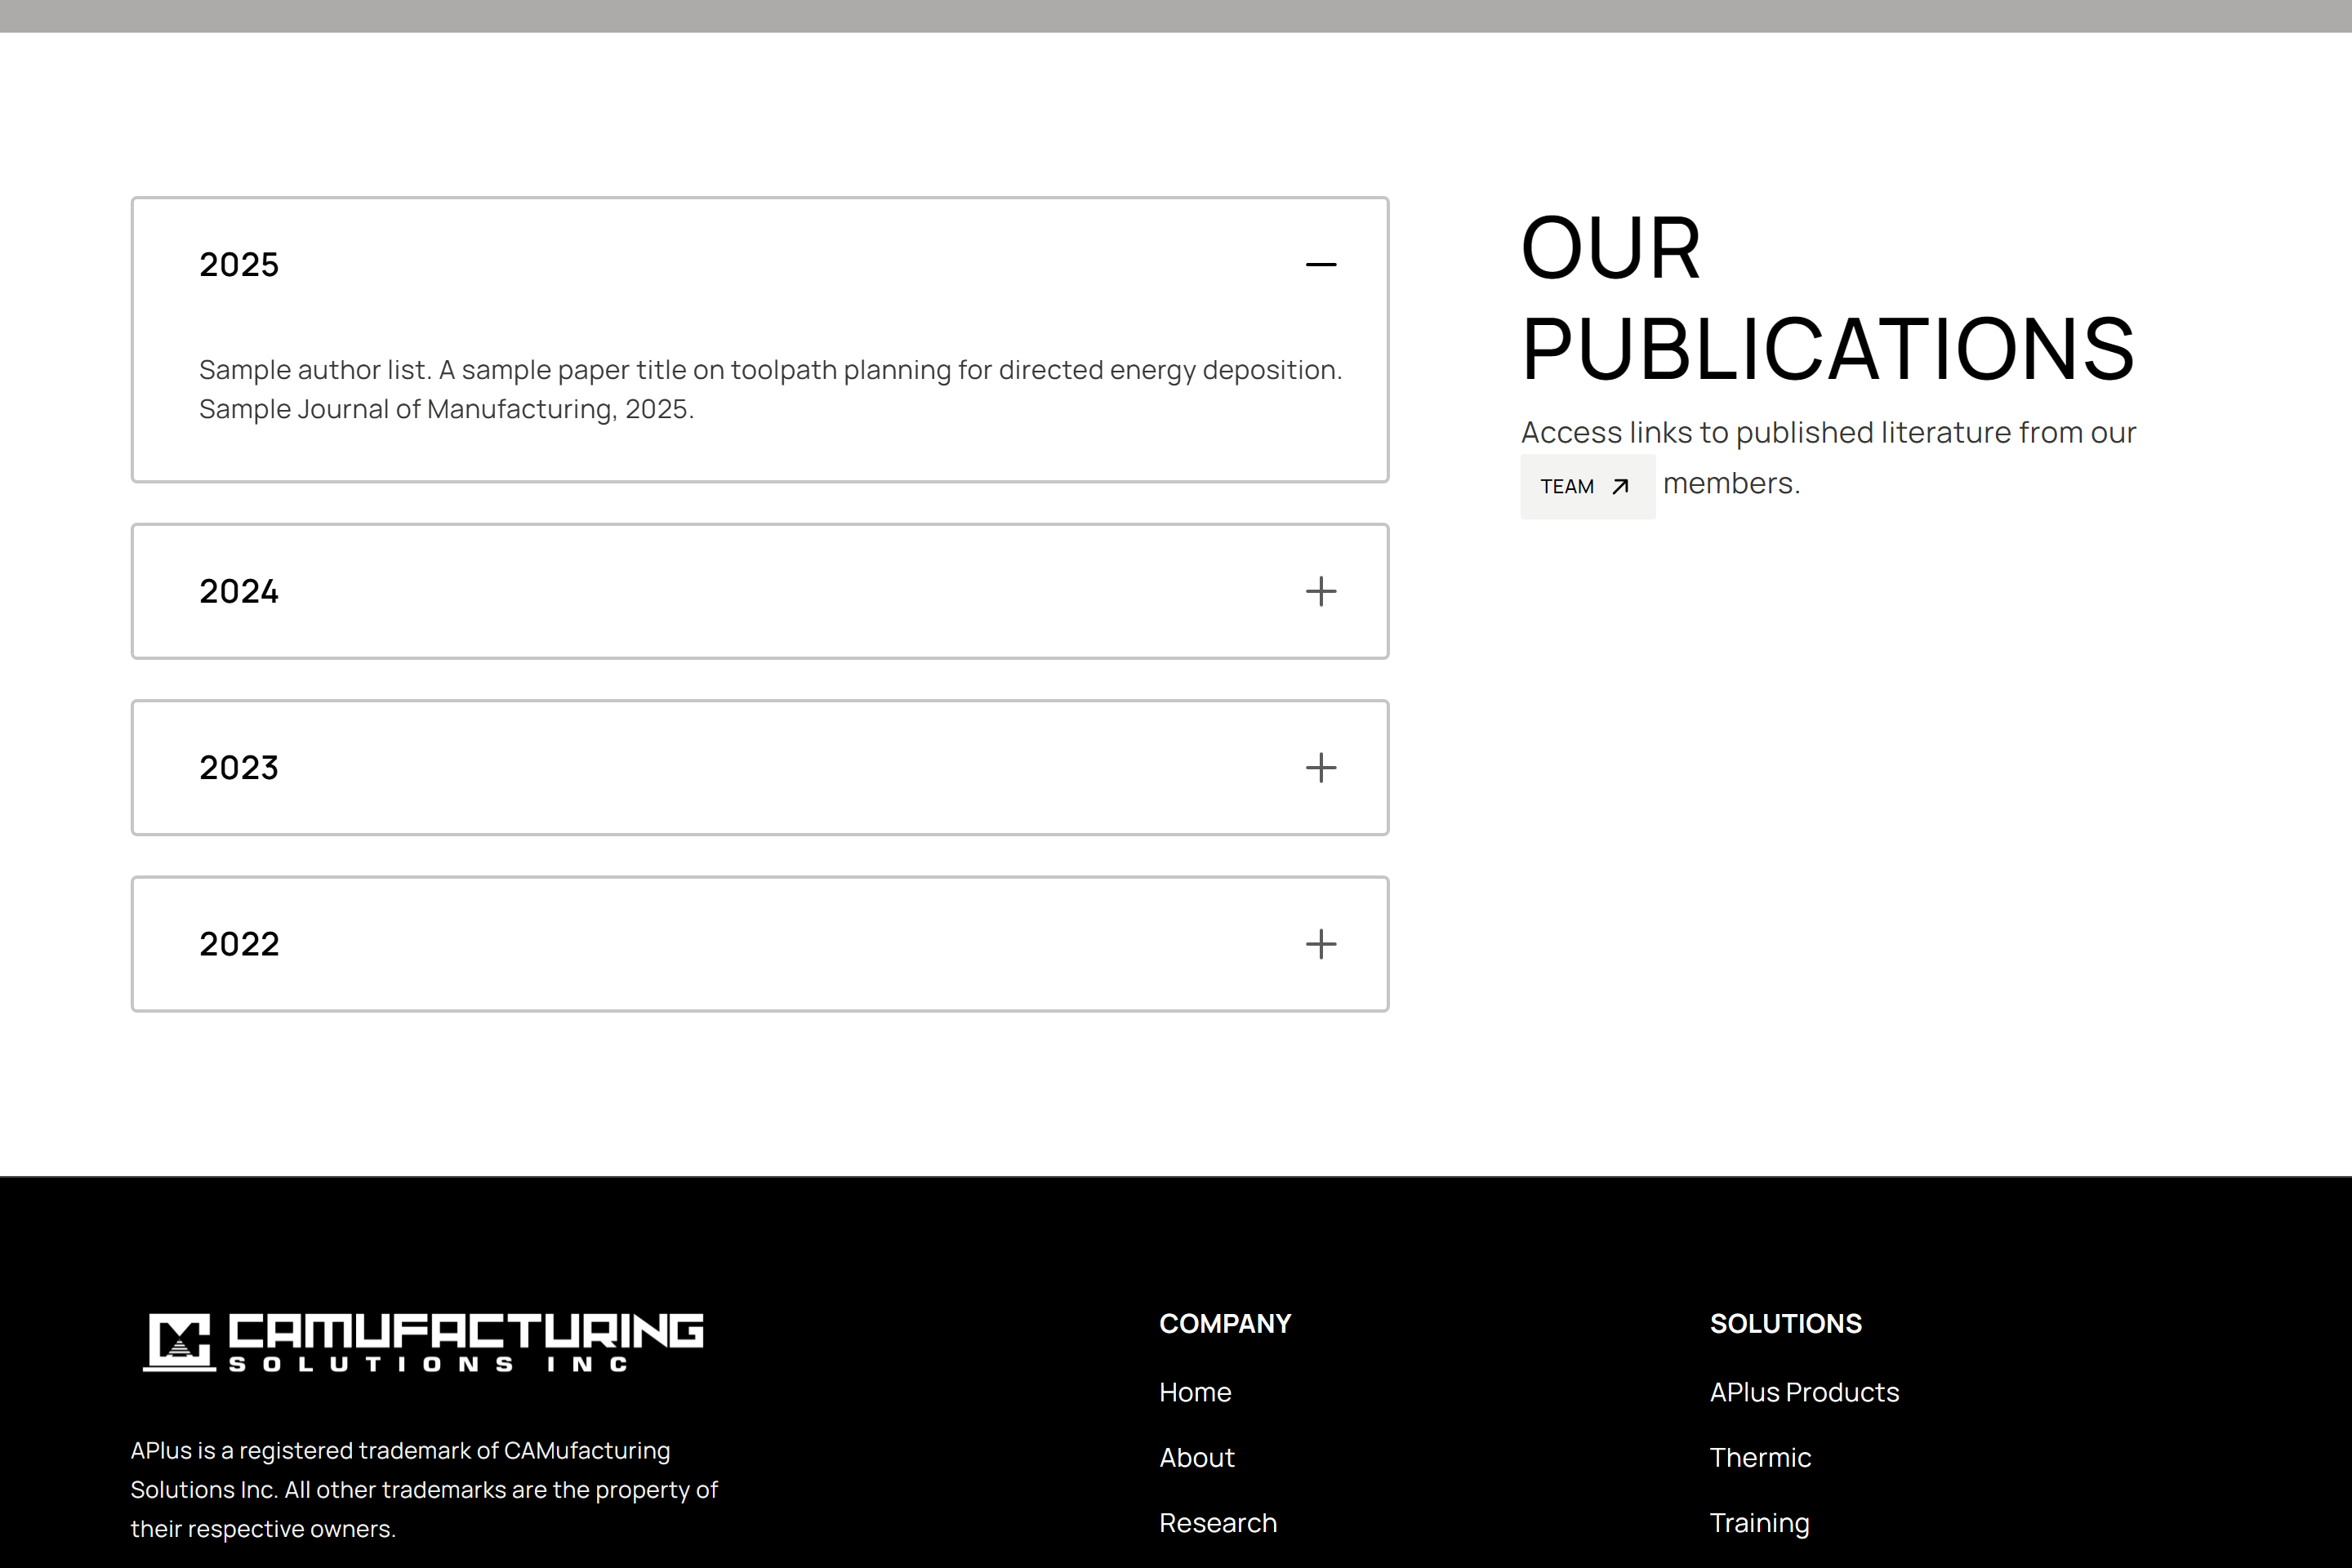 2025
Sample author list. A sample paper title on toolpath planning for directed energy deposition.
Sample Journal of Manufacturing, 2025.
2024
2023
2022
OUR
PUBLICATIONS
Access links to published literature from our
TEAM members.
CAMUFACTURING
SOLUTIONS INC
APlus is a registered trademark of CAMufacturing
Solutions Inc. All other trademarks are the property of
their respective owners.
COMPANY
Home
About
Research
SOLUTIONS
APlus Products
Thermic
Training